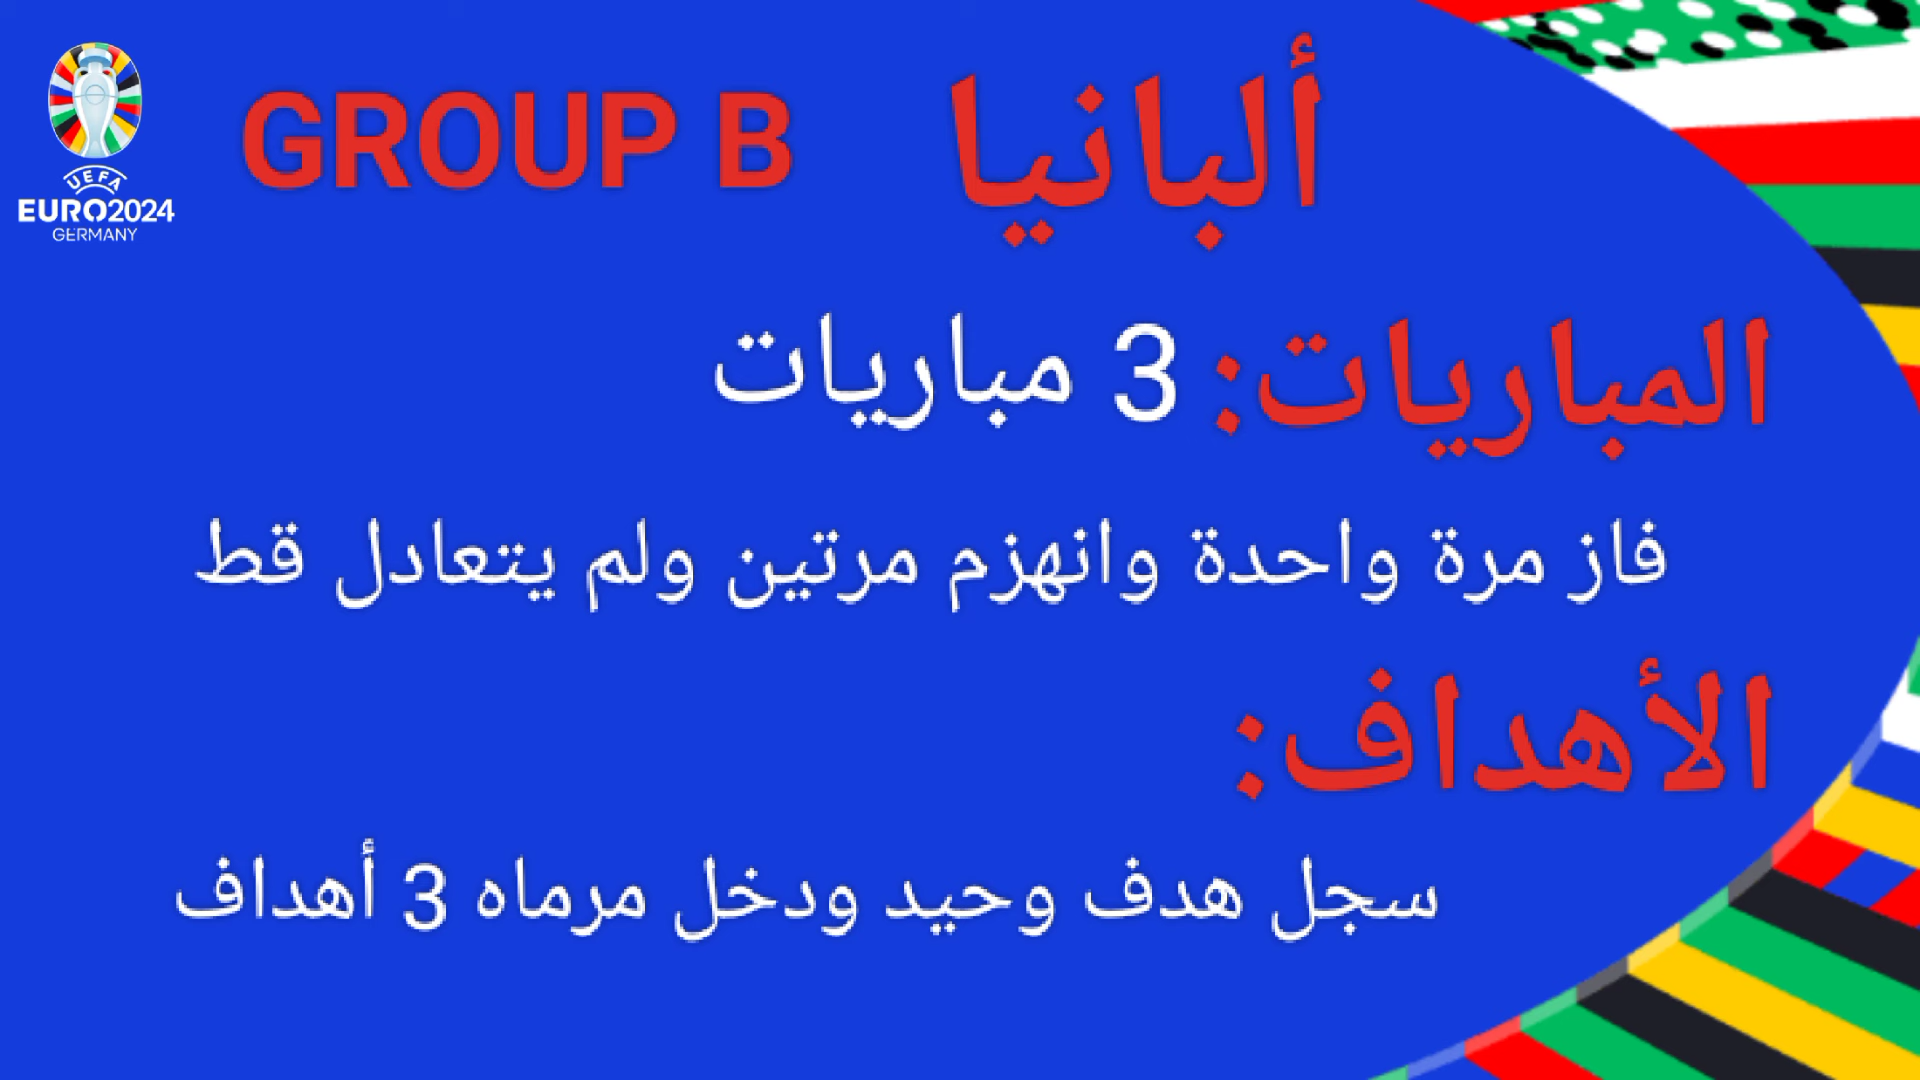 UEFA
EURO2024
GERMANY
GROUP B
ألبانيا
المباريات: 3 مباريات
فاز مرة واحدة وانهزم مرتين ولم يتعادل قط
الأهداف:
سجل هدف وحيد ودخل مرماه 3 أهداف